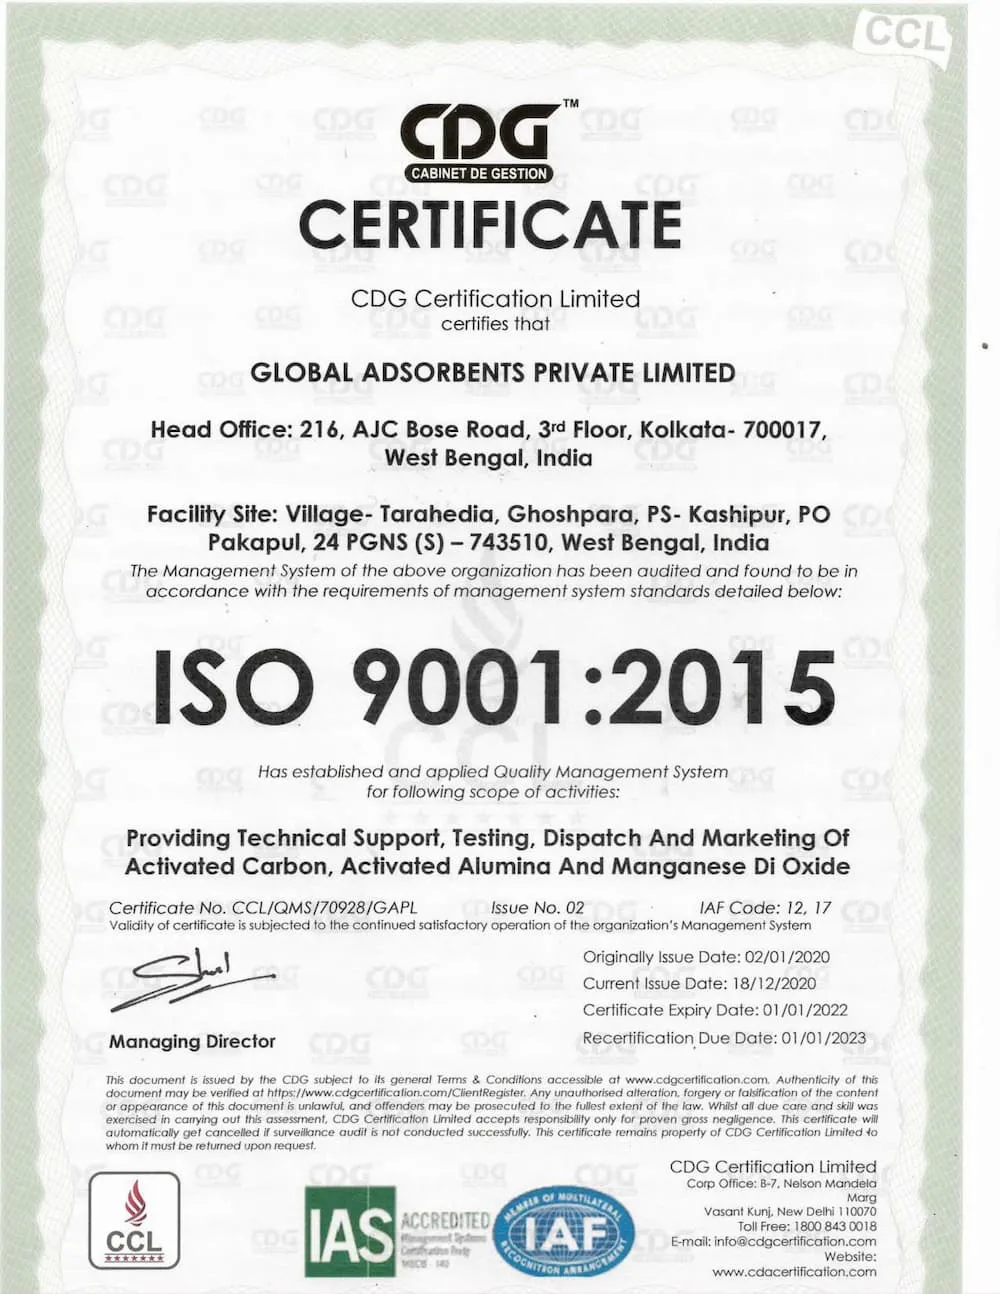 CCL
CDG™
CABINET DE GESTION
CERTIFICATE
CDG Certification Limited
certifies that
GLOBAL ADSORBENTS PRIVATE LIMITED
Head Office: 216, AJC Bose Road, 3rd Floor, Kolkata- 700017,
West Bengal, India
Facility Site: Village- Tarahedia, Ghoshpara, PS- Kashipur, PO
Pakapul, 24 PGNS (S) – 743510, West Bengal, India
The Management System of the above organization has been audited and found to be in
accordance with the requirements of management system standards detailed below:
ISO 9001:2015
Has established and applied Quality Management System
for following scope of activities:
Providing Technical Support, Testing, Dispatch And Marketing Of
Activated Carbon, Activated Alumina And Manganese Di Oxide
Certificate No. CCL/QMS/70928/GAPL Issue No. 02 IAF Code: 12, 17
Validity of certificate is subjected to the continued satisfactory operation of the organization's Management System
Originally Issue Date: 02/01/2020
Current Issue Date: 18/12/2020
Certificate Expiry Date: 01/01/2022
Managing Director
Recertification Due Date: 01/01/2023
This document is issued by the CDG subject to its general Terms & Conditions accessible at www.cdgcertification.com. Authenticity of this
document may be verified at https://www.cdgcertification.com/ClientRegister. Any unauthorised alteration, forgery or falsification of the content
or appearance of this document is unlawful, and offenders may be prosecuted to the fullest extent of the law. Whilst all due care and skill was
exercised in carrying out this assessment, CDG Certification Limited accepts responsibility only for proven gross negligence. This certificate will
automatically get cancelled if surveillance audit is not conducted successfully. This certificate remains property of CDG Certification Limited to
whom it must be returned upon request.
CCL
IAS
ACCREDITED
Management Systems
Certification Body
MSCB - 140
MEMBER OF MULTILATERAL
IAF
RECOGNITION ARRANGEMENT
CDG Certification Limited
Corp Office: B-7, Nelson Mandela
Marg
Vasant Kunj, New Delhi 110070
Toll Free: 1800 843 0018
E-mail: info@cdgcertification.com
Website:
www.cdacertification.com